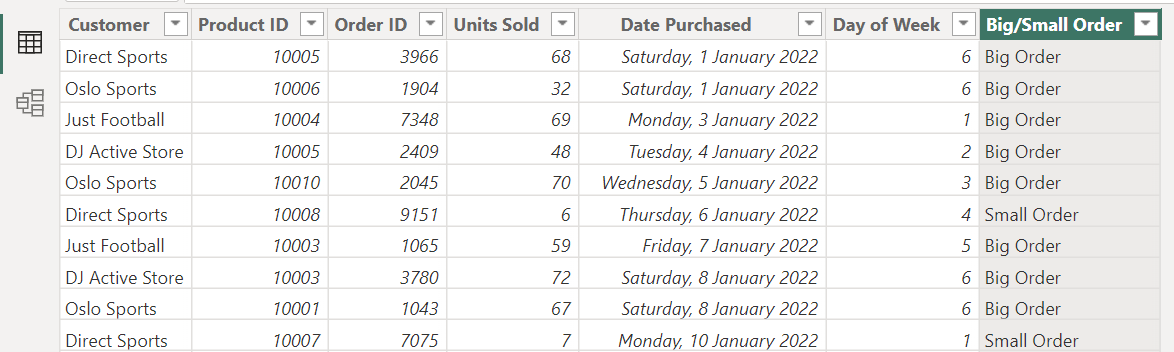 Customer Product ID Order ID Units Sold Date Purchased Day of Week Big/Small Order
Direct Sports 10005 3966 68 Saturday, 1 January 2022 6 Big Order
Oslo Sports 10006 1904 32 Saturday, 1 January 2022 6 Big Order
Just Football 10004 7348 69 Monday, 3 January 2022 1 Big Order
DJ Active Store 10005 2409 48 Tuesday, 4 January 2022 2 Big Order
Oslo Sports 10010 2045 70 Wednesday, 5 January 2022 3 Big Order
Direct Sports 10008 9151 6 Thursday, 6 January 2022 4 Small Order
Just Football 10003 1065 59 Friday, 7 January 2022 5 Big Order
DJ Active Store 10003 3780 72 Saturday, 8 January 2022 6 Big Order
Oslo Sports 10001 1043 67 Saturday, 8 January 2022 6 Big Order
Direct Sports 10007 7075 7 Monday, 10 January 2022 1 Small Order